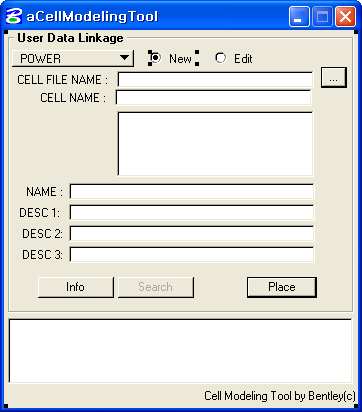 aCellModelingTool
User Data Linkage
POWER New Edit
CELL FILE NAME : ...
CELL NAME :
NAME :
DESC 1:
DESC 2:
DESC 3:
Info Search Place
Cell Modeling Tool by Bentley(c)